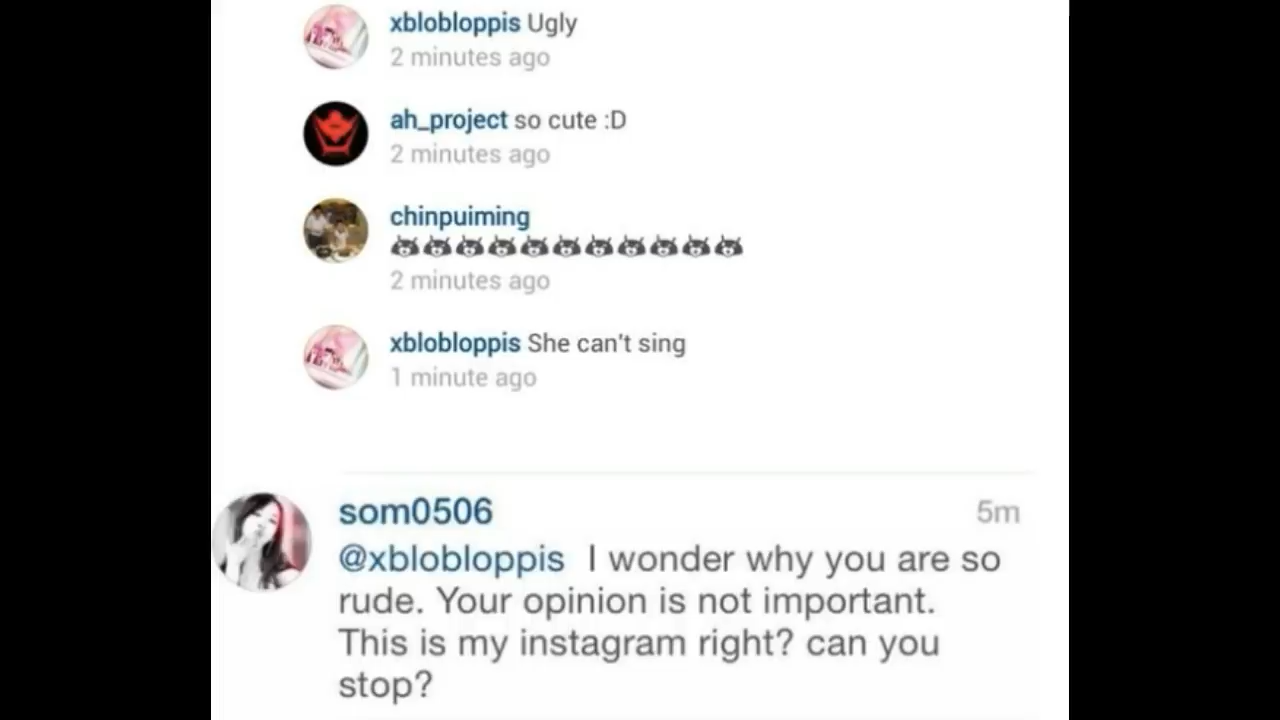 xblobloppis Ugly
2 minutes ago
ah_project so cute :D
2 minutes ago
chinpuiming
2 minutes ago
xblobloppis She can't sing
1 minute ago
som0506 5m
@xblobloppis I wonder why you are so
rude. Your opinion is not important.
This is my instagram right? can you
stop?